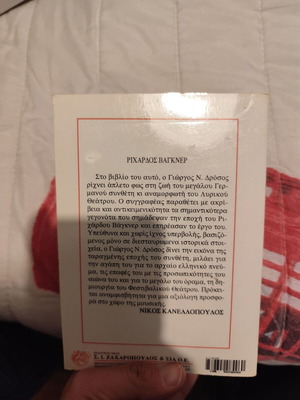 ΡΙΧΑΡΔΟΣ ΒΑΓΚΝΕΡ
Στο βιβλίο του αυτό, ο Γιώργος Ν. Δρόσος
ρίχνει άπλετο φως στη ζωή του μεγάλου Γερ-
μανού συνθέτη κι αναμορφωτή του Λυρικού
Θεάτρου. Ο συγγραφέας παραθέτει με ακρί-
βεια και αντικειμενικότητα τα σημαντικότερα
γεγονότα που σημάδεψαν την εποχή του Ρι-
χάρδου Βάγκνερ και επηρέασαν το έργο του.
Υπεύθυνα και χωρίς ίχνος υπερβολής, βασιζό-
μενος μόνο σε διεσταυρωμένα ιστορικά στοι-
χεία, ο Γιώργος Ν. Δρόσος δίνει την εικόνα της
ταραγμένης εποχής του συνθέτη, μιλάει για
την αγάπη του για το αρχαίο ελληνικό πνεύ-
μα, τις επαφές του με τις προσωπικότητες του
αιώνα του και για το μεγάλο του όραμα, τη δη-
μιουργία του Φεστιβαλικού Θεάτρου. Πρόκει-
ται αναμφισβήτητα για μια αξιόλογη προσφο-
ρά στο χώρο της μουσικής.
ΝΙΚΟΣ ΚΑΝΕΛΛΟΠΟΥΛΟΣ
Σ. Ι. ΖΑΧΑΡΟΠΟΥΛΟΣ & ΣΙΑ Ο.Ε.